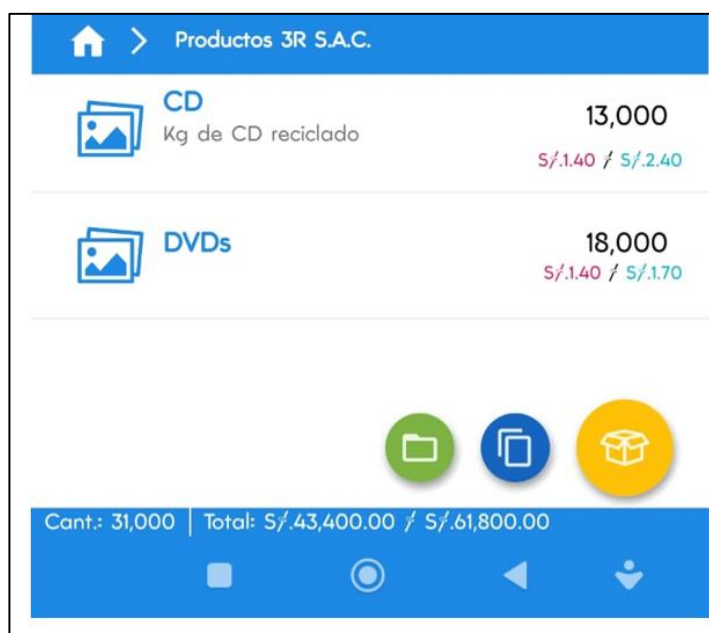 Productos 3R S.A.C.
CD
Kg de CD reciclado
13,000
S/.1.40 / S/.2.40
DVDs
18,000
S/.1.40 / S/.1.70
Cant.: 31,000 | Total: S/.43,400.00 / S/.61,800.00